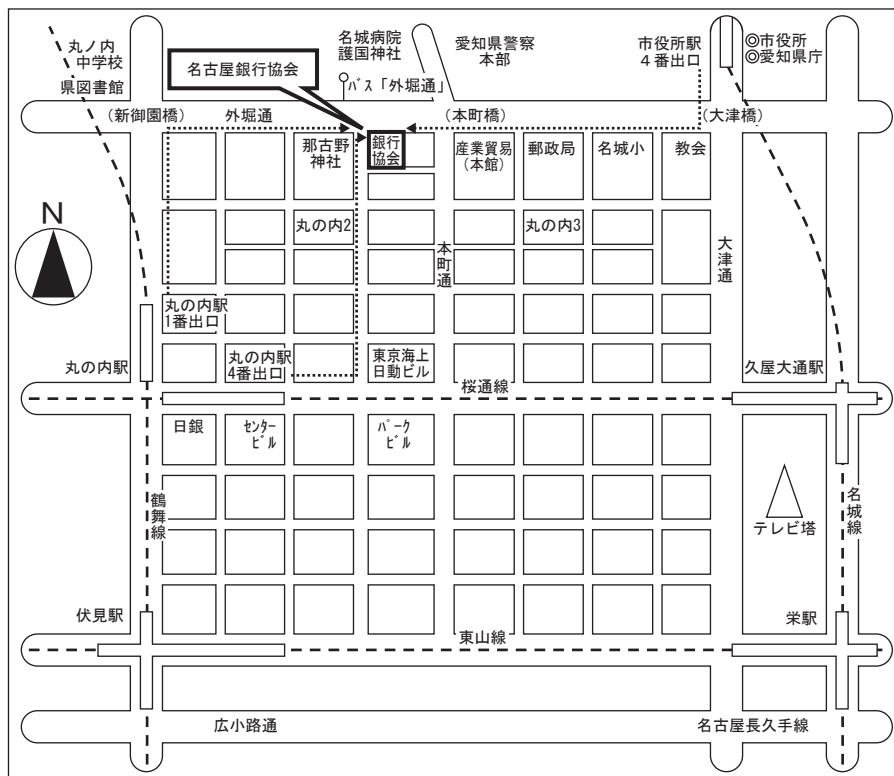 丸ノ内
中学校
県図書館
名古屋銀行協会
名城病院
護国神社
バス「外堀通」
愛知県警察
本部
市役所駅
4番出口
◎市役所
◎愛知県庁
(新御園橋)
外堀通
(本町橋)
(大津橋)
那古野
神社
銀行
協会
産業貿易
(本館)
郵政局
名城小
教会
N
丸の内2
丸の内3
本町通
大津通
丸の内駅
1番出口
丸の内駅
丸の内駅
4番出口
東京海上
日動ビル
桜通線
久屋大通駅
日銀
センター
ビル
パーク
ビル
鶴舞線
テレビ塔
名城線
伏見駅
東山線
栄駅
広小路通
名古屋長久手線